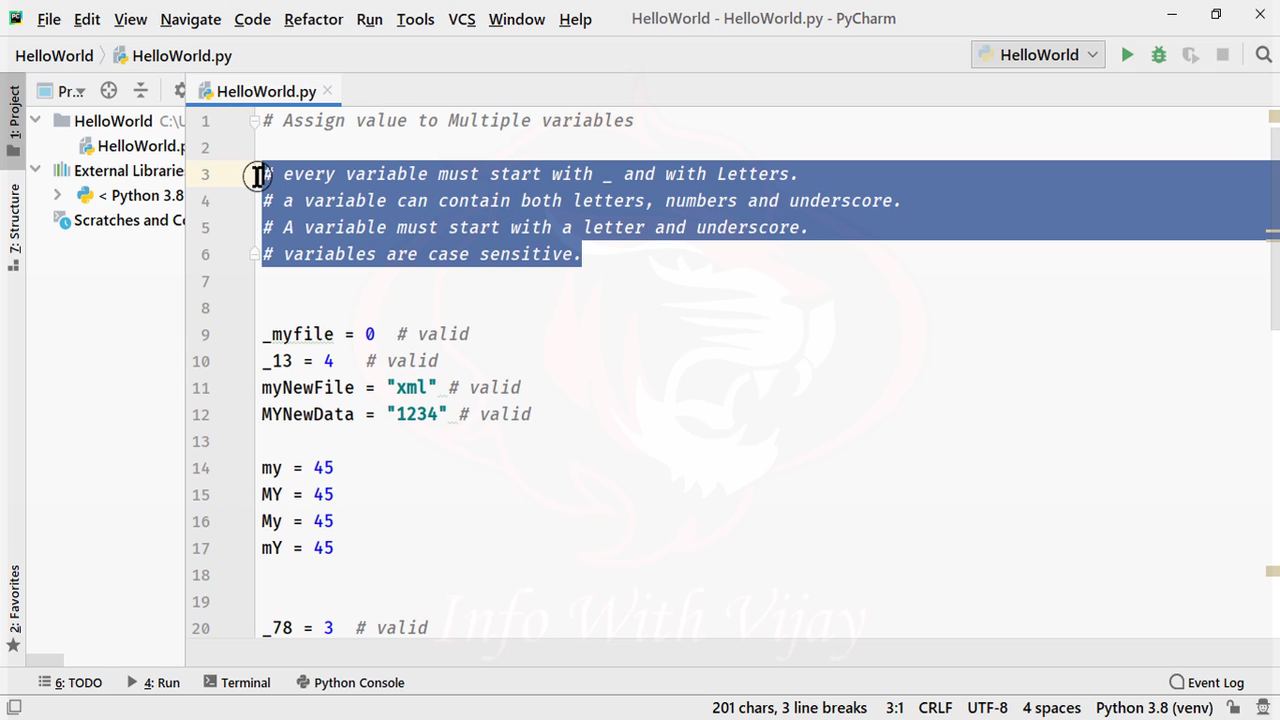 File Edit View Navigate Code Refactor Run Tools VCS Window Help HelloWorld - HelloWorld.py - PyCharm
HelloWorld HelloWorld.py HelloWorld
1: Project
Pr..
HelloWorld.py
HelloWorld C:\U
HelloWorld.p
External Librarie
< Python 3.8
Scratches and Co
7: Structure
2: Favorites
1 # Assign value to Multiple variables
2
3 # every variable must start with _ and with Letters.
4 # a variable can contain both letters, numbers and underscore.
5 # A variable must start with a letter and underscore.
6 # variables are case sensitive.
7
8
9 _myfile = 0 # valid
10 _13 = 4 # valid
11 myNewFile = "xml" # valid
12 MYNewData = "1234" # valid
13
14 my = 45
15 MY = 45
16 My = 45
17 mY = 45
18
19
20 _78 = 3 # valid
Info With Vijay
6: TODO 4: Run Terminal Python Console Event Log
201 chars, 3 line breaks 3:1 CRLF UTF-8 4 spaces Python 3.8 (venv)